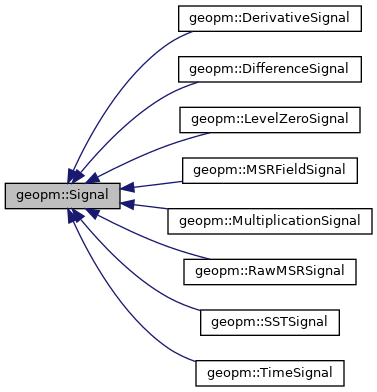 geopm::DerivativeSignal
geopm::DifferenceSignal
geopm::LevelZeroSignal
geopm::MSRFieldSignal
geopm::Signal
geopm::MultiplicationSignal
geopm::RawMSRSignal
geopm::SSTSignal
geopm::TimeSignal